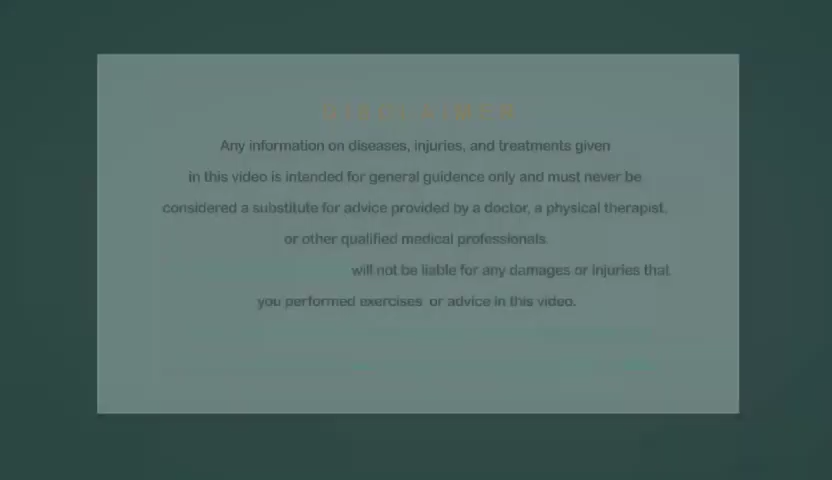 DISCLAIMER
Any information on diseases, injuries, and treatments given
in this video is intended for general guidence only and must never be
considered a substitute for advice provided by a doctor, a physical therapist,
or other qualified medical professionals.
will not be liable for any damages or injuries that
you performed exercises or advice in this video.